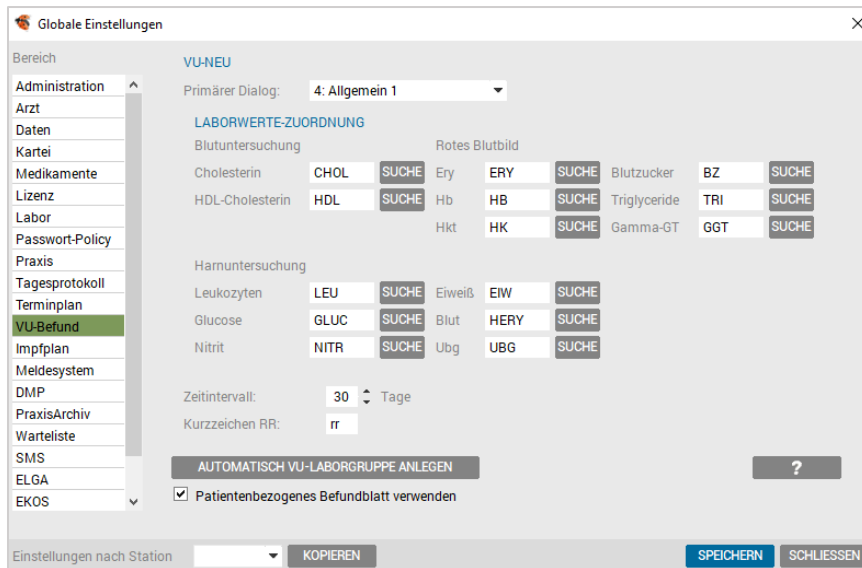 Globale Einstellungen
Bereich
Administration
Arzt
Daten
Kartei
Medikamente
Lizenz
Labor
Passwort-Policy
Praxis
Tagesprotokoll
Terminplan
VU-Befund
Impfplan
Meldesystem
DMP
PraxisArchiv
Warteliste
SMS
ELGA
EKOS
VU-NEU
Primärer Dialog: 4: Allgemein 1
LABORWERTE-ZUORDNUNG
Blutuntersuchung Rotes Blutbild
Cholesterin CHOL SUCHE Ery ERY SUCHE Blutzucker BZ SUCHE
HDL-Cholesterin HDL SUCHE Hb HB SUCHE Triglyceride TRI SUCHE
Hkt HK SUCHE Gamma-GT GGT SUCHE
Harnuntersuchung
Leukozyten LEU SUCHE Eiweiß EIW SUCHE
Glucose GLUC SUCHE Blut HERY SUCHE
Nitrit NITR SUCHE Ubg UBG SUCHE
Zeitintervall: 30 Tage
Kurzzeichen RR: rr
AUTOMATISCH VU-LABORGRUPPE ANLEGEN ?
Patientenbezogenes Befundblatt verwenden
Einstellungen nach Station KOPIEREN SPEICHERN SCHLIESSEN